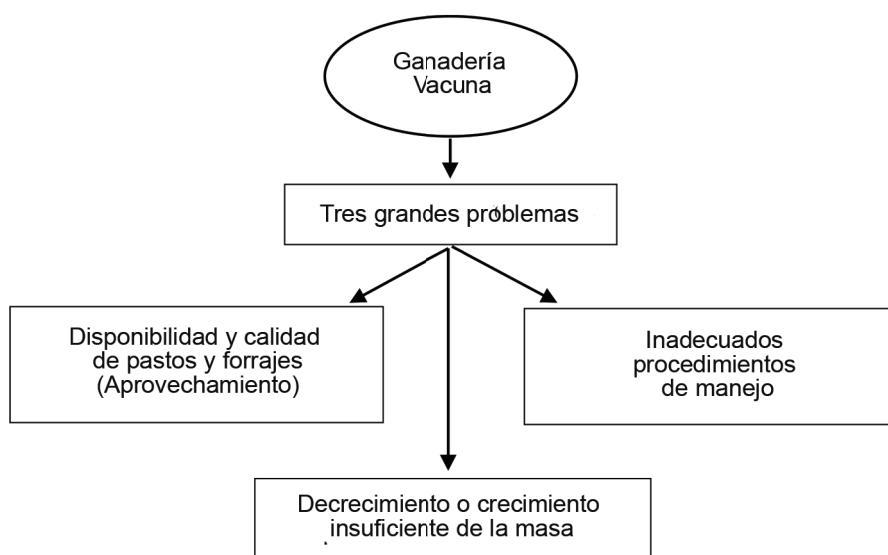 Ganadería
Vacuna
Tres grandes problemas
Disponibilidad y calidad
de pastos y forrajes
(Aprovechamiento)
Inadecuados
procedimientos
de manejo
Decrecimiento o crecimiento
insuficiente de la masa